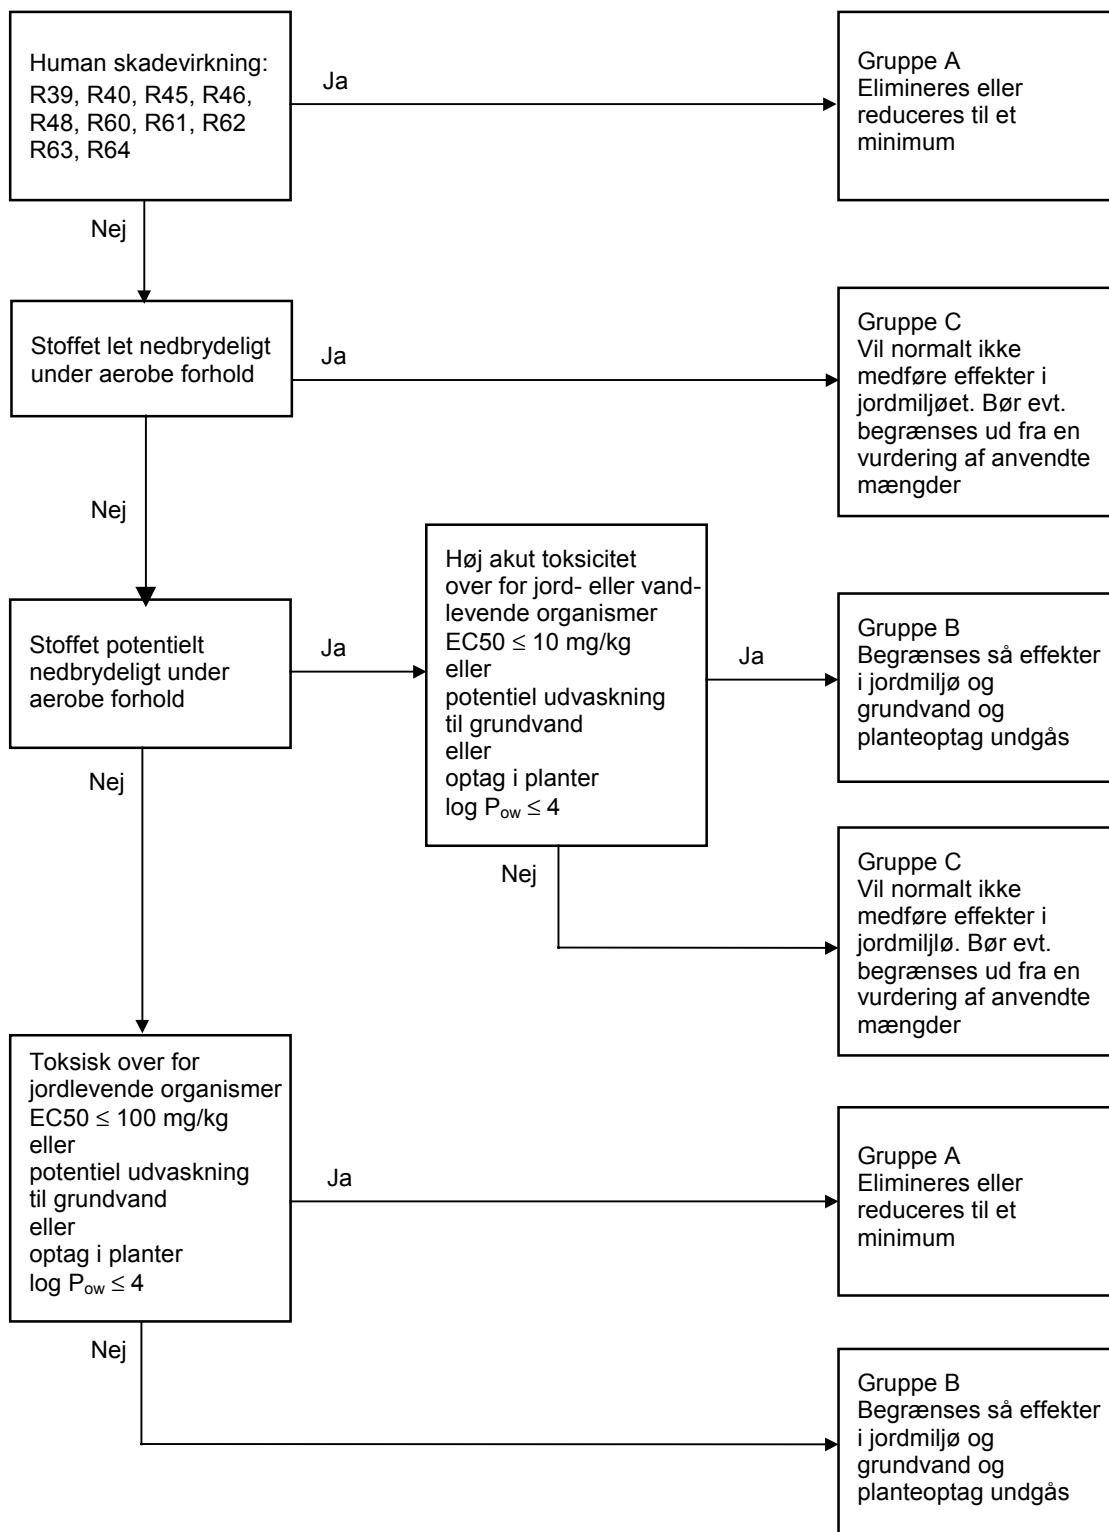 Human skadevirkning:
R39, R40, R45, R46,
R48, R60, R61, R62
R63, R64
Ja
Gruppe A
Elimineres eller
reduceres til et
minimum
Nej
Stoffet let nedbrydeligt
under aerobe forhold
Ja
Gruppe C
Vil normalt ikke
medføre effekter i
jordmiljøet. Bør evt.
begrænses ud fra en
vurdering af anvendte
mængder
Nej
Stoffet potentielt
nedbrydeligt under
aerobe forhold
Ja
Høj akut toksicitet
over for jord- eller vand-
levende organismer
EC50 ≤ 10 mg/kg
eller
potentiel udvaskning
til grundvand
eller
optag i planter
log Pow ≤ 4
Ja
Gruppe B
Begrænses så effekter
i jordmiljø og
grundvand og
planteoptag undgås
Nej
Gruppe C
Vil normalt ikke
medføre effekter i
jordmiljlø. Bør evt.
begrænses ud fra en
vurdering af anvendte
mængder
Nej
Toksisk over for
jordlevende organismer
EC50 ≤ 100 mg/kg
eller
potentiel udvaskning
til grundvand
eller
optag i planter
log Pow ≤ 4
Ja
Gruppe A
Elimineres eller
reduceres til et
minimum
Nej
Gruppe B
Begrænses så effekter
i jordmiljø og
grundvand og
planteoptag undgås